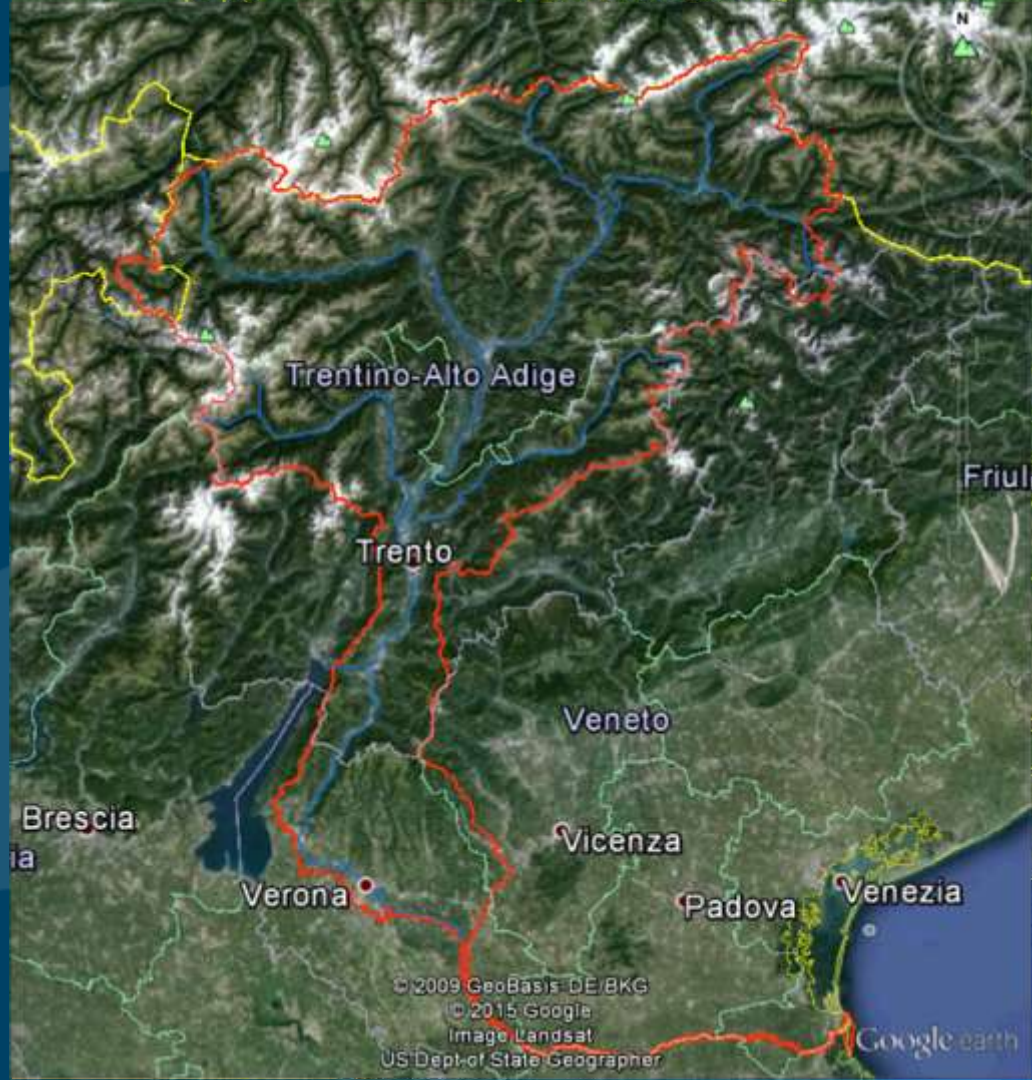 N
Trentino-Alto Adige
Friuli
Trento
Veneto
Brescia
ia
Vicenza
Verona
Padova
Venezia
© 2009 GeoBasis-DE/BKG
© 2015 Google
Image Landsat
US Dept of State Geographer
Google earth